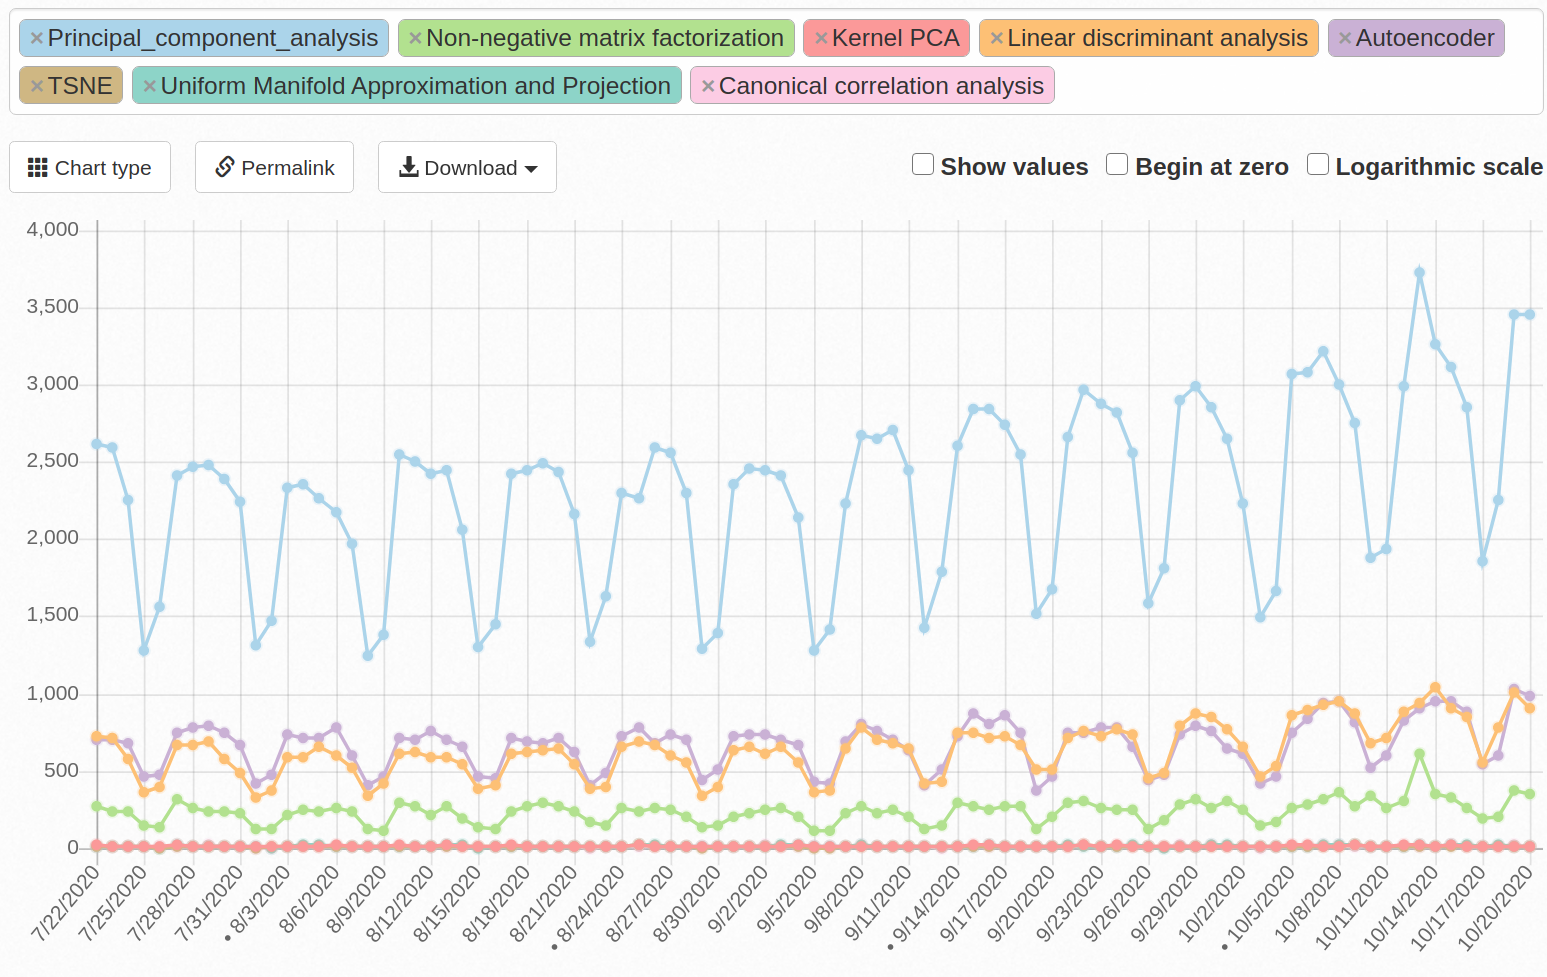 × Principal_component_analysis × Non-negative matrix factorization × Kernel PCA × Linear discriminant analysis × Autoencoder
× TSNE × Uniform Manifold Approximation and Projection × Canonical correlation analysis
Chart type Permalink Download Show values Begin at zero Logarithmic scale
4,000
3,500
3,000
2,500
2,000
1,500
1,000
500
0
7/22/2020 7/25/2020 7/28/2020 7/31/2020 • 8/3/2020 8/6/2020 8/9/2020 8/12/2020 8/15/2020 8/18/2020 8/21/2020 • 8/24/2020 8/27/2020 8/30/2020 9/2/2020 9/5/2020 9/8/2020 9/11/2020 • 9/14/2020 9/17/2020 9/20/2020 9/23/2020 9/26/2020 9/29/2020 10/2/2020 • 10/5/2020 10/8/2020 10/11/2020 10/14/2020 10/17/2020 10/20/2020